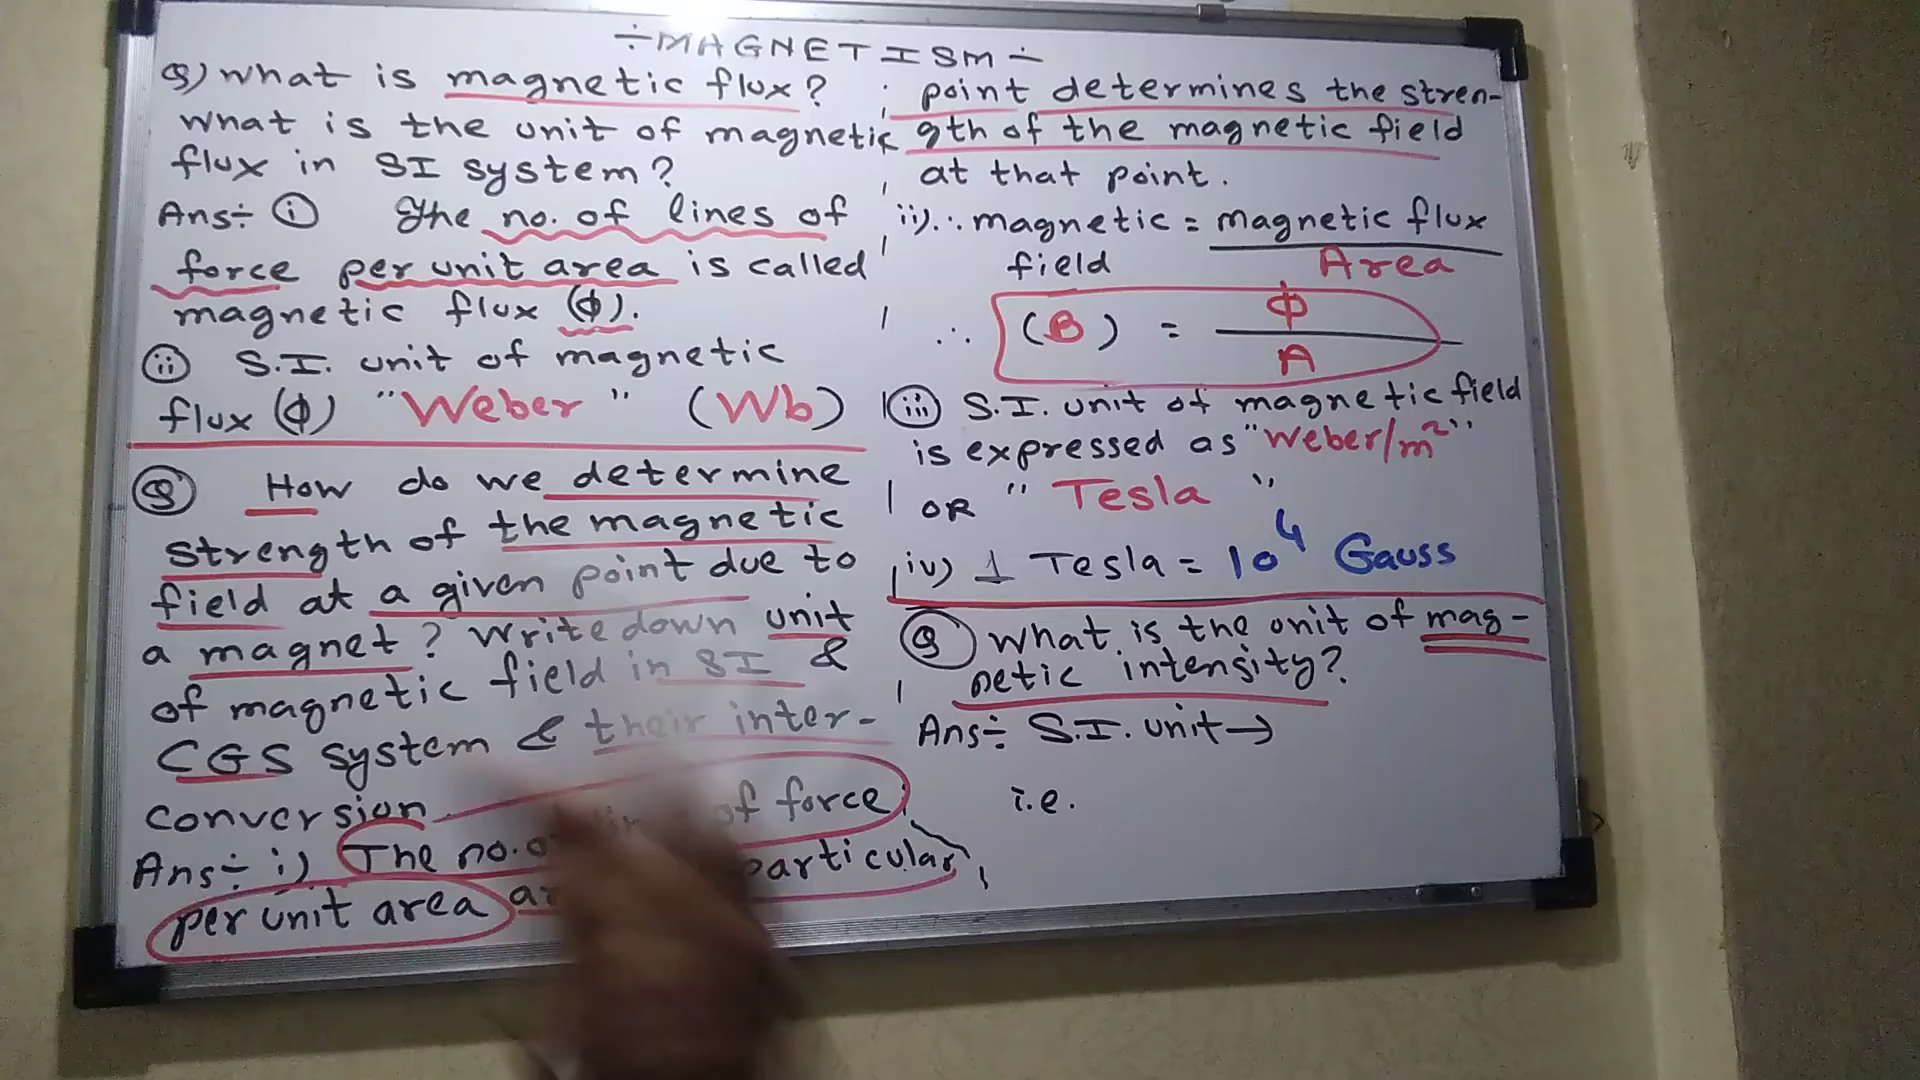 ÷MAGNETISM÷
Q) What is magnetic flux?
what is the unit of magnetic
flux in SI system?
Ans÷ (i) The no. of lines of
force per unit area is called
magnetic flux (ϕ).
(ii) S.I. unit of magnetic
flux (ϕ) "Weber" (Wb)
(Q) How do we determine
strength of the magnetic
field at a given point due to
a magnet? Write down unit
of magnetic field in SI &
CGS system & their inter-
conversion
Ans÷ i) The no. of force
per unit area particular
point determines the stren-
gth of the magnetic field
at that point.
ii) ∴ magnetic = magnetic flux
field Area
∴ (B) = ϕ
A
(iii) S.I. unit of magnetic field
is expressed as "Weber/m²"
OR "Tesla"
iv) 1 Tesla = 10⁴ Gauss
(Q) What is the unit of mag-
netic intensity?
Ans÷ S.I. unit →
i.e.